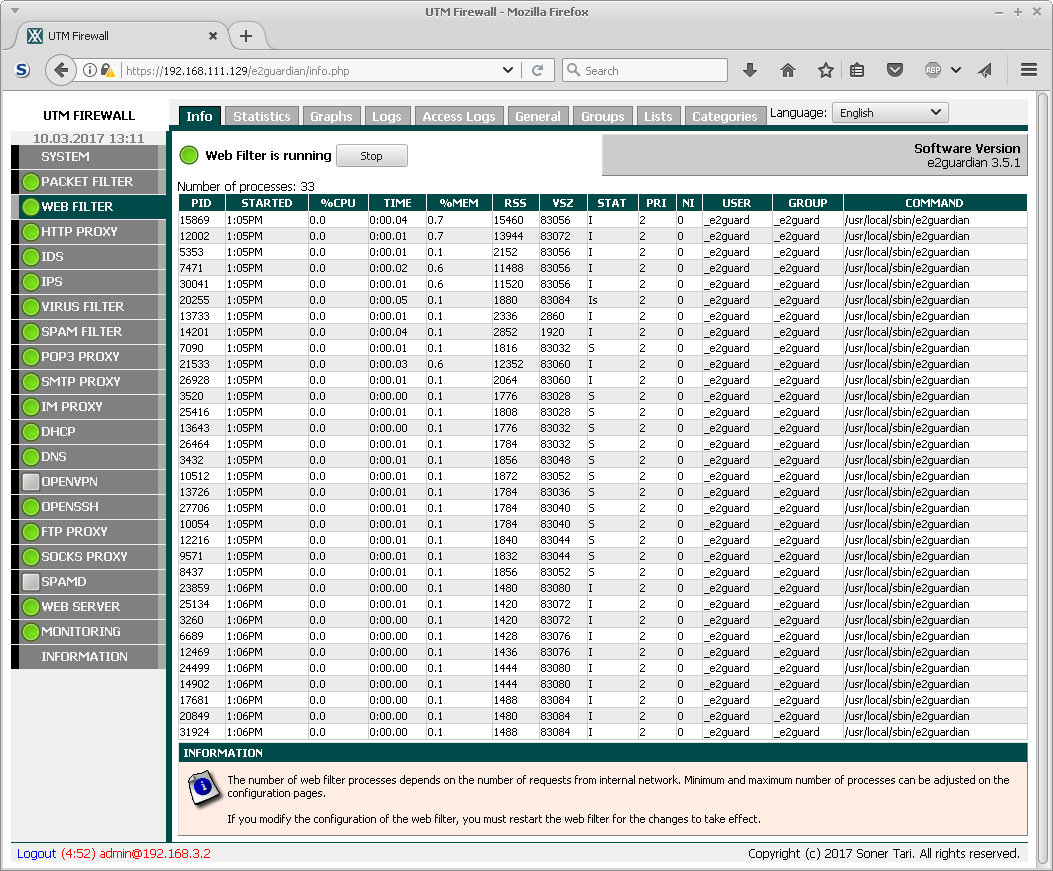 UTM Firewall - Mozilla Firefox
UTM Firewall
https://192.168.111.129/e2guardian/info.php
Search
ABP
UTM FIREWALL
10.03.2017 13:11
SYSTEM
PACKET FILTER
WEB FILTER
HTTP PROXY
IDS
IPS
VIRUS FILTER
SPAM FILTER
POP3 PROXY
SMTP PROXY
IM PROXY
DHCP
DNS
OPENVPN
OPENSSH
FTP PROXY
SOCKS PROXY
SPAMD
WEB SERVER
MONITORING
INFORMATION
Info Statistics Graphs Logs Access Logs General Groups Lists Categories Language: English
Web Filter is running Stop
Software Version
e2guardian 3.5.1
Number of processes: 33
PID STARTED %CPU TIME %MEM RSS VSZ STAT PRI NI USER GROUP COMMAND
15869 1:05PM 0.0 0:00.04 0.7 15460 83056 I 2 0 _e2guard _e2guard /usr/local/sbin/e2guardian
12002 1:05PM 0.0 0:00.01 0.7 13944 83072 I 2 0 _e2guard _e2guard /usr/local/sbin/e2guardian
5353 1:05PM 0.0 0:00.01 0.1 2152 83056 I 2 0 _e2guard _e2guard /usr/local/sbin/e2guardian
7471 1:05PM 0.0 0:00.02 0.6 11488 83056 I 2 0 _e2guard _e2guard /usr/local/sbin/e2guardian
30041 1:05PM 0.0 0:00.01 0.6 11520 83056 I 2 0 _e2guard _e2guard /usr/local/sbin/e2guardian
20255 1:05PM 0.0 0:00.05 0.1 1880 83084 Is 2 0 _e2guard _e2guard /usr/local/sbin/e2guardian
13733 1:05PM 0.0 0:00.01 0.1 2336 2860 I 2 0 _e2guard _e2guard /usr/local/sbin/e2guardian
14201 1:05PM 0.0 0:00.04 0.1 2852 1920 I 2 0 _e2guard _e2guard /usr/local/sbin/e2guardian
7090 1:05PM 0.0 0:00.01 0.1 1816 83032 S 2 0 _e2guard _e2guard /usr/local/sbin/e2guardian
21533 1:05PM 0.0 0:00.03 0.6 12352 83060 I 2 0 _e2guard _e2guard /usr/local/sbin/e2guardian
26928 1:05PM 0.0 0:00.01 0.1 2064 83060 I 2 0 _e2guard _e2guard /usr/local/sbin/e2guardian
3520 1:05PM 0.0 0:00.00 0.1 1776 83028 S 2 0 _e2guard _e2guard /usr/local/sbin/e2guardian
25416 1:05PM 0.0 0:00.01 0.1 1808 83028 S 2 0 _e2guard _e2guard /usr/local/sbin/e2guardian
13643 1:05PM 0.0 0:00.00 0.1 1776 83032 S 2 0 _e2guard _e2guard /usr/local/sbin/e2guardian
26464 1:05PM 0.0 0:00.01 0.1 1784 83032 S 2 0 _e2guard _e2guard /usr/local/sbin/e2guardian
3432 1:05PM 0.0 0:00.01 0.1 1856 83048 S 2 0 _e2guard _e2guard /usr/local/sbin/e2guardian
10512 1:05PM 0.0 0:00.01 0.1 1872 83052 S 2 0 _e2guard _e2guard /usr/local/sbin/e2guardian
13726 1:05PM 0.0 0:00.01 0.1 1784 83036 S 2 0 _e2guard _e2guard /usr/local/sbin/e2guardian
27706 1:05PM 0.0 0:00.01 0.1 1784 83040 S 2 0 _e2guard _e2guard /usr/local/sbin/e2guardian
10054 1:05PM 0.0 0:00.01 0.1 1784 83040 S 2 0 _e2guard _e2guard /usr/local/sbin/e2guardian
12216 1:05PM 0.0 0:00.01 0.1 1840 83044 S 2 0 _e2guard _e2guard /usr/local/sbin/e2guardian
9571 1:05PM 0.0 0:00.01 0.1 1832 83044 S 2 0 _e2guard _e2guard /usr/local/sbin/e2guardian
8437 1:05PM 0.0 0:00.01 0.1 1856 83052 S 2 0 _e2guard _e2guard /usr/local/sbin/e2guardian
23859 1:06PM 0.0 0:00.00 0.1 1480 83080 I 2 0 _e2guard _e2guard /usr/local/sbin/e2guardian
25134 1:06PM 0.0 0:00.01 0.1 1420 83072 I 2 0 _e2guard _e2guard /usr/local/sbin/e2guardian
3260 1:06PM 0.0 0:00.00 0.1 1420 83072 I 2 0 _e2guard _e2guard /usr/local/sbin/e2guardian
6689 1:06PM 0.0 0:00.00 0.1 1428 83076 I 2 0 _e2guard _e2guard /usr/local/sbin/e2guardian
12469 1:06PM 0.0 0:00.00 0.1 1436 83076 I 2 0 _e2guard _e2guard /usr/local/sbin/e2guardian
24499 1:06PM 0.0 0:00.00 0.1 1444 83080 I 2 0 _e2guard _e2guard /usr/local/sbin/e2guardian
14902 1:06PM 0.0 0:00.00 0.1 1444 83080 I 2 0 _e2guard _e2guard /usr/local/sbin/e2guardian
17681 1:06PM 0.0 0:00.00 0.1 1488 83084 I 2 0 _e2guard _e2guard /usr/local/sbin/e2guardian
20849 1:06PM 0.0 0:00.00 0.1 1480 83084 I 2 0 _e2guard _e2guard /usr/local/sbin/e2guardian
31924 1:06PM 0.0 0:00.00 0.1 1488 83084 I 2 0 _e2guard _e2guard /usr/local/sbin/e2guardian
INFORMATION
The number of web filter processes depends on the number of requests from internal network. Minimum and maximum number of processes can be adjusted on the
configuration pages.
If you modify the configuration of the web filter, you must restart the web filter for the changes to take effect.
Logout (4:52) admin@192.168.3.2
Copyright (c) 2017 Soner Tari. All rights reserved.